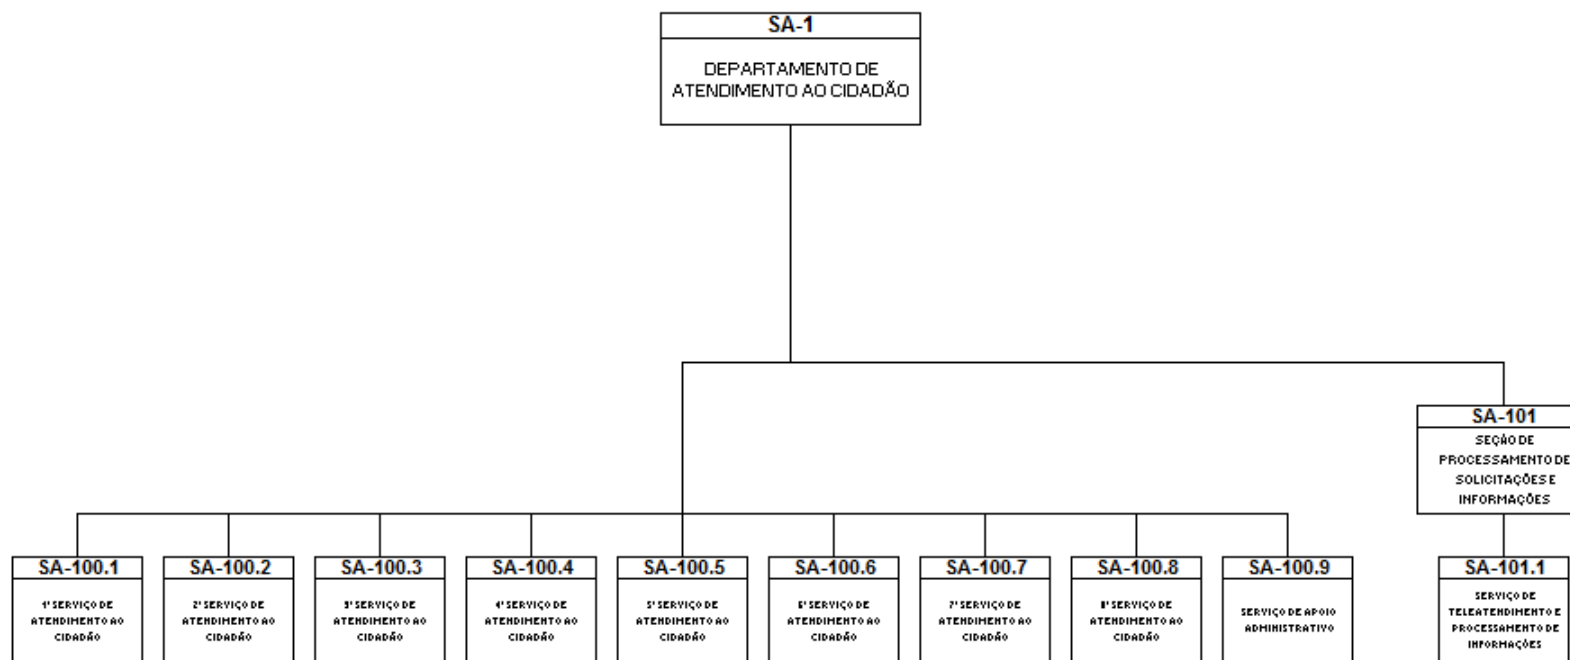 SA-1
DEPARTAMENTO DE
ATENDIMENTO AO CIDADÃO
SA-101
SEÇÃO DE
PROCESSAMENTO DE
SOLICITAÇÕES E
INFORMAÇÕES
SA-100.1
1º SERVIÇO DE
ATENDIMENTO AO
CIDADÃO
SA-100.2
2º SERVIÇO DE
ATENDIMENTO AO
CIDADÃO
SA-100.3
3º SERVIÇO DE
ATENDIMENTO AO
CIDADÃO
SA-100.4
4º SERVIÇO DE
ATENDIMENTO AO
CIDADÃO
SA-100.5
5º SERVIÇO DE
ATENDIMENTO AO
CIDADÃO
SA-100.6
6º SERVIÇO DE
ATENDIMENTO AO
CIDADÃO
SA-100.7
7º SERVIÇO DE
ATENDIMENTO AO
CIDADÃO
SA-100.8
8º SERVIÇO DE
ATENDIMENTO AO
CIDADÃO
SA-100.9
SERVIÇO DE APOIO
ADMINISTRATIVO
SA-101.1
SERVIÇO DE
TELEATENDIMENTO E
PROCESSAMENTO DE
INFORMAÇÕES